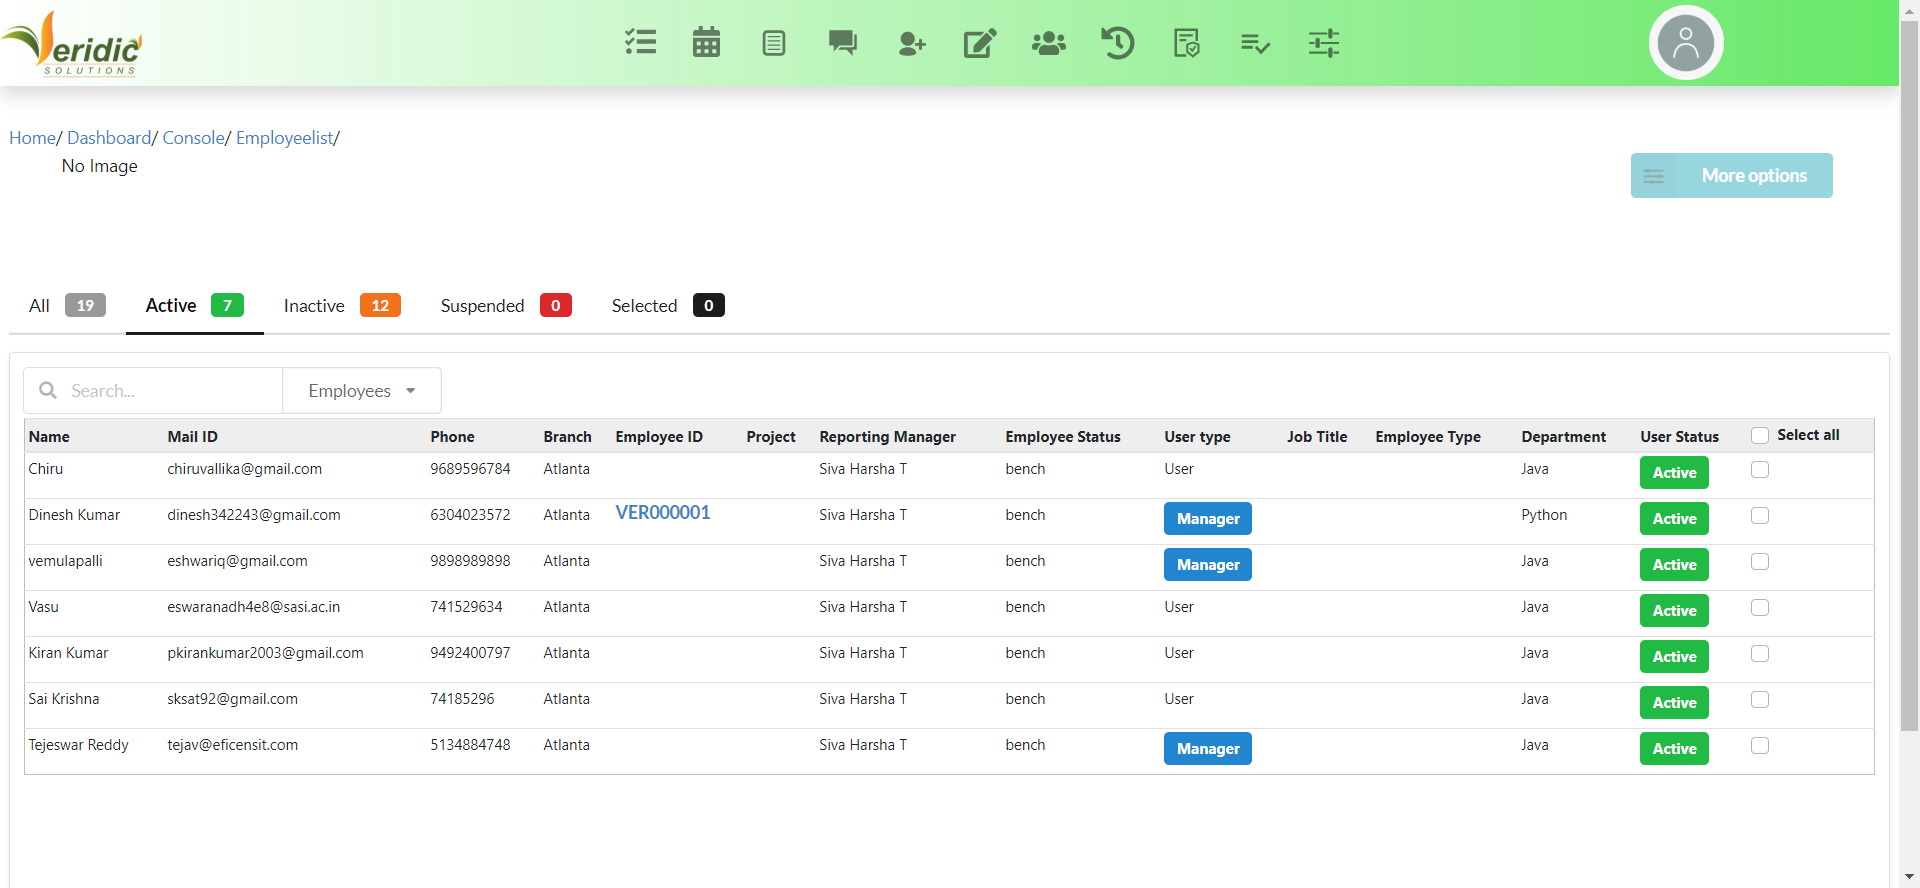 eridic
SOLUTIONS
Home/ Dashboard/ Console/ Employeelist/
No Image
More options
All 19 Active 7 Inactive 12 Suspended 0 Selected 0
Search... Employees
Name Mail ID Phone Branch Employee ID Project Reporting Manager Employee Status User type Job Title Employee Type Department User Status Select all
Chiru chiruvallika@gmail.com 9689596784 Atlanta Siva Harsha T bench User Java Active
Dinesh Kumar dinesh342243@gmail.com 6304023572 Atlanta VER000001 Siva Harsha T bench Manager Python Active
vemulapalli eshwariq@gmail.com 9898989898 Atlanta Siva Harsha T bench Manager Java Active
Vasu eswaranadh4e8@sasi.ac.in 741529634 Atlanta Siva Harsha T bench User Java Active
Kiran Kumar pkirankumar2003@gmail.com 9492400797 Atlanta Siva Harsha T bench User Java Active
Sai Krishna sksat92@gmail.com 74185296 Atlanta Siva Harsha T bench User Java Active
Tejeswar Reddy tejav@eficensit.com 5134884748 Atlanta Siva Harsha T bench Manager Java Active